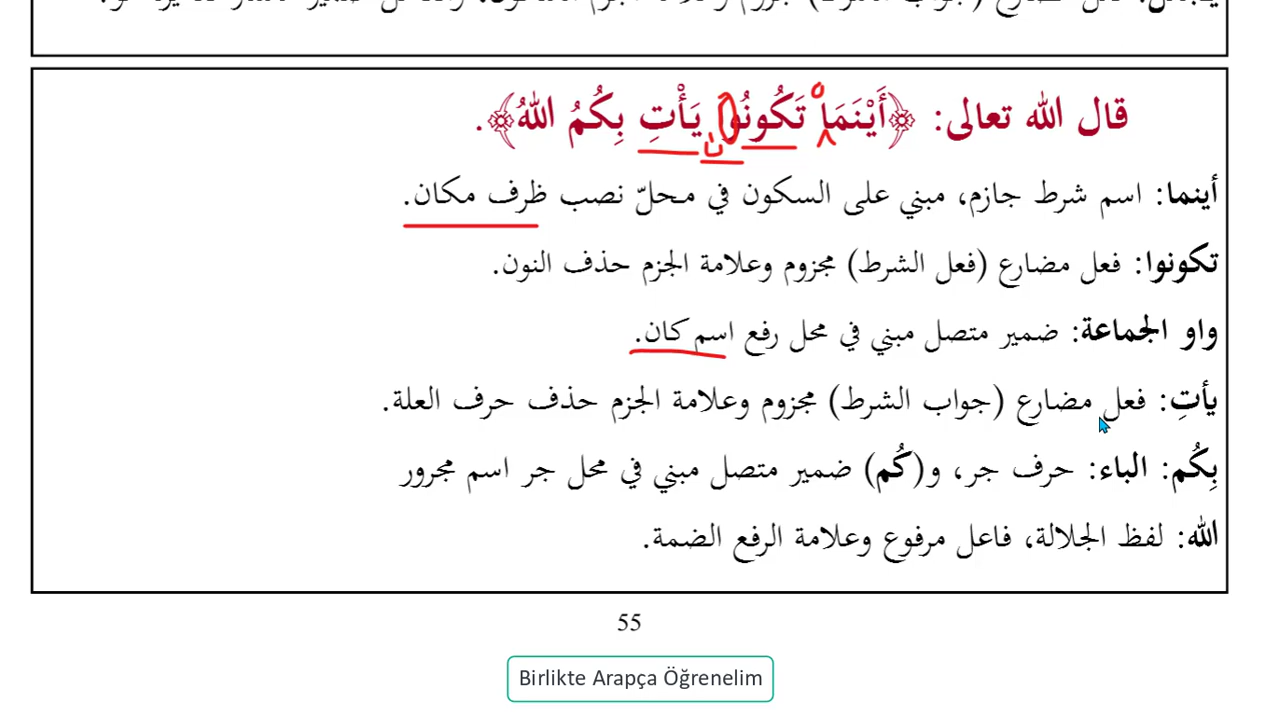 قال الله تعالى: ﴿أَيْنَمَا تَكُونُوا يَأْتِ بِكُمُ اللهُ﴾.
ن
أينما: اسم شرط جازم، مبني على السكون في محلّ نصب ظرف مكان.
تكونوا: فعل مضارع (فعل الشرط) مجزوم وعلامة الجزم حذف النون.
واو الجماعة: ضمير متصل مبني في محل رفع اسم كان.
يأتِ: فعل مضارع (جواب الشرط) مجزوم وعلامة الجزم حذف حرف العلة.
بِكُم: الباء: حرف جر، و(كُم) ضمير متصل مبني في محل جر اسم مجرور
الله: لفظ الجلالة، فاعل مرفوع وعلامة الرفع الضمة.
55
Birlikte Arapça Öğrenelim